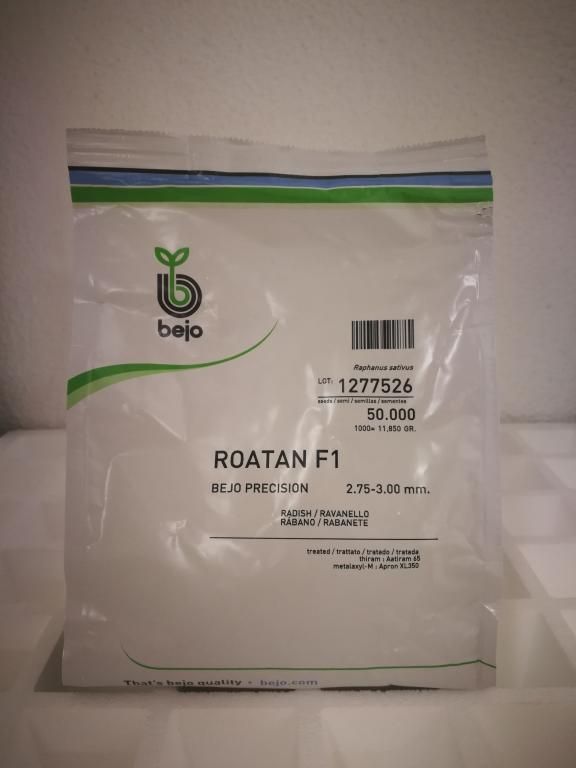 bejo
Raphanus sativus
LOT: 1277526
seeds / semi / semillas / sementes
50.000
1000= 11,850 GR.
ROATAN F1
BEJO PRECISION 2.75-3.00 mm.
RADISH / RAVANELLO
RÁBANO / RABANETE
treated / trattato / tratado / tratada
thiram : Aatiram 65
metalaxyl-M : Apron XL350
That's bejo quality • bejo.com